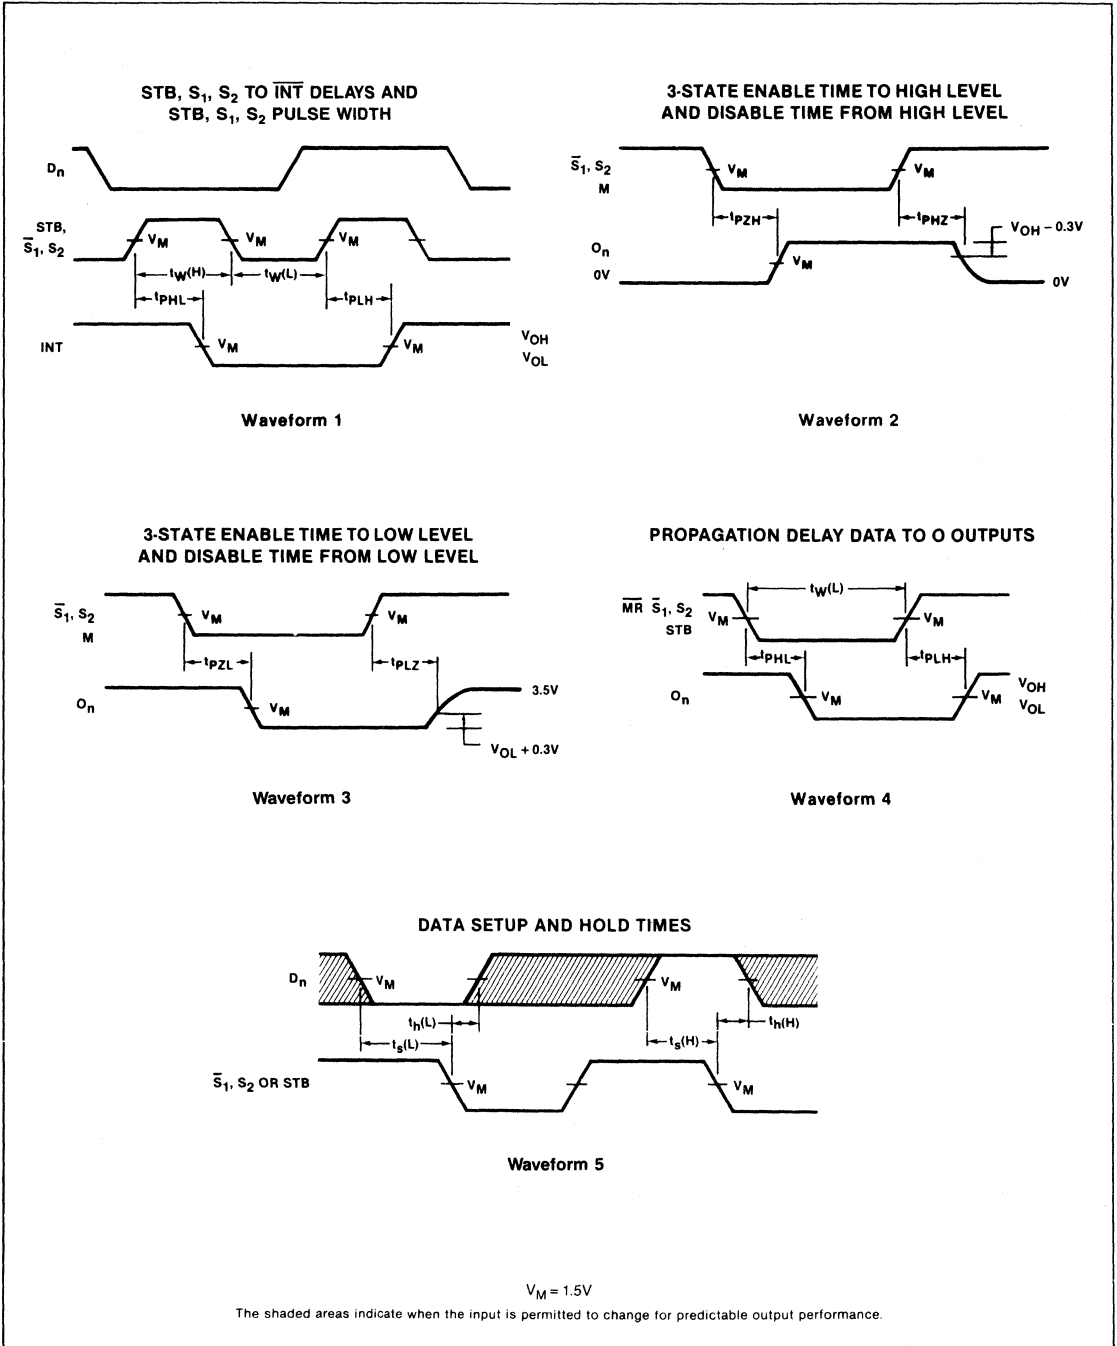 STB, S1, S2 TO I̅N̅T̅ DELAYS AND
STB, S1, S2 PULSE WIDTH
Dn
STB,
S̅1, S2
VM
VM
VM
tW(H)
tW(L)
tPHL
tPLH
INT
VM
VM
VOH
VOL
Waveform 1
3-STATE ENABLE TIME TO HIGH LEVEL
AND DISABLE TIME FROM HIGH LEVEL
S̅1, S2
M
VM
VM
tPZH
tPHZ
VOH – 0.3V
On
0V
VM
0V
Waveform 2
3-STATE ENABLE TIME TO LOW LEVEL
AND DISABLE TIME FROM LOW LEVEL
S̅1, S2
M
VM
VM
tPZL
tPLZ
On
VM
3.5V
VOL + 0.3V
Waveform 3
PROPAGATION DELAY DATA TO O OUTPUTS
M̅R̅ S̅1, S2
STB
VM
tW(L)
VM
tPHL
tPLH
On
VM
VM
VOH
VOL
Waveform 4
DATA SETUP AND HOLD TIMES
Dn
VM
VM
th(L)
th(H)
ts(L)
ts(H)
S̅1, S2 OR STB
VM
VM
Waveform 5
VM = 1.5V
The shaded areas indicate when the input is permitted to change for predictable output performance.